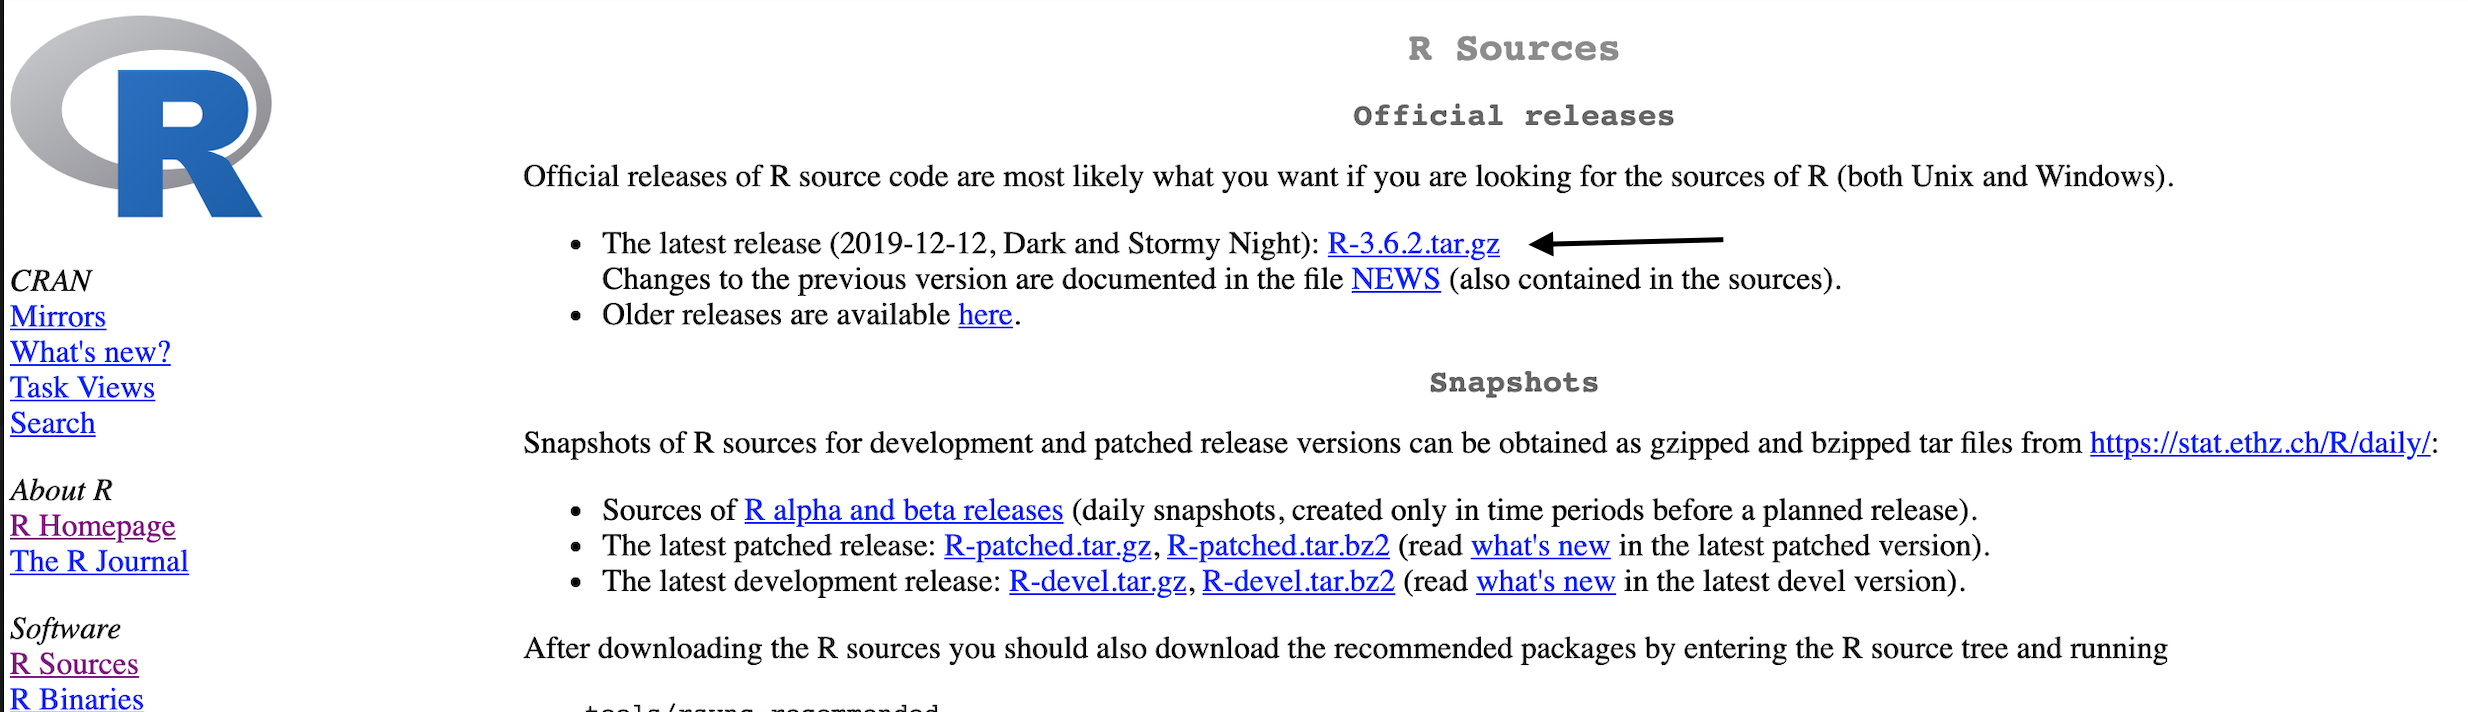 R
CRAN
Mirrors
What's new?
Task Views
Search
About R
R Homepage
The R Journal
Software
R Sources
R Binaries
R Sources
Official releases
Official releases of R source code are most likely what you want if you are looking for the sources of R (both Unix and Windows).
• The latest release (2019-12-12, Dark and Stormy Night): R-3.6.2.tar.gz
Changes to the previous version are documented in the file NEWS (also contained in the sources).
• Older releases are available here.
Snapshots
Snapshots of R sources for development and patched release versions can be obtained as gzipped and bzipped tar files from https://stat.ethz.ch/R/daily/:
• Sources of R alpha and beta releases (daily snapshots, created only in time periods before a planned release).
• The latest patched release: R-patched.tar.gz, R-patched.tar.bz2 (read what's new in the latest patched version).
• The latest development release: R-devel.tar.gz, R-devel.tar.bz2 (read what's new in the latest devel version).
After downloading the R sources you should also download the recommended packages by entering the R source tree and running
tools/rsync-recommended